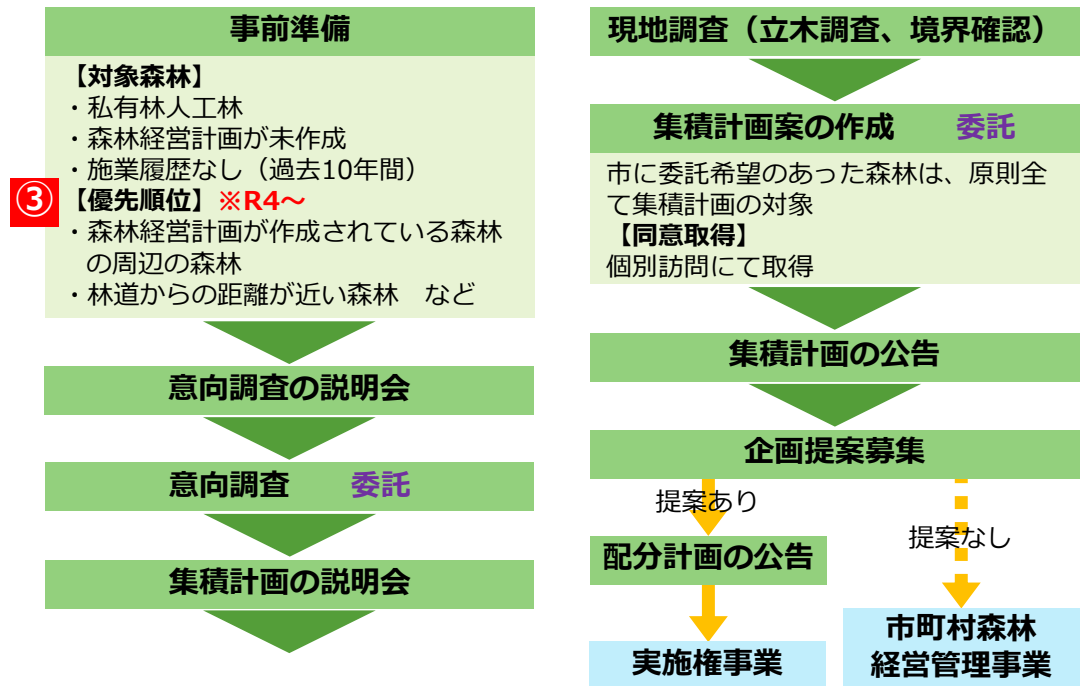 事前準備
【対象森林】
・私有林人工林
・森林経営計画が未作成
・施業履歴なし（過去10年間）
③
【優先順位】※R4～
・森林経営計画が作成されている森林
の周辺の森林
・林道からの距離が近い森林　など
意向調査の説明会
意向調査　委託
集積計画の説明会
現地調査（立木調査、境界確認）
集積計画案の作成　委託
市に委託希望のあった森林は、原則全
て集積計画の対象
【同意取得】
個別訪問にて取得
集積計画の公告
企画提案募集
提案あり
提案なし
配分計画の公告
実施権事業
市町村森林
経営管理事業